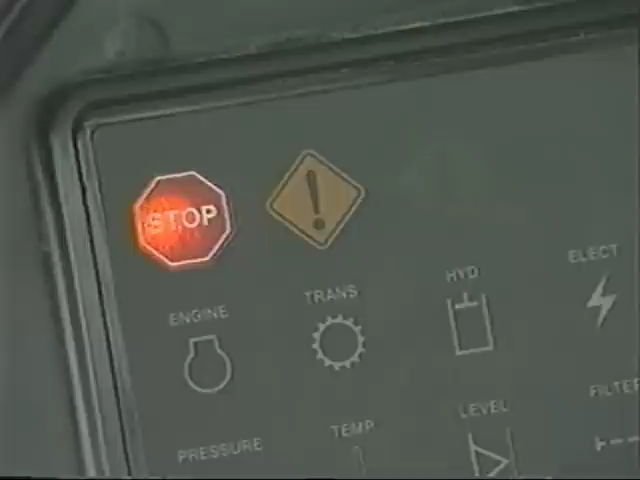 STOP
!
ENGINE TRANS HYD ELECT
PRESSURE TEMP LEVEL FILTER